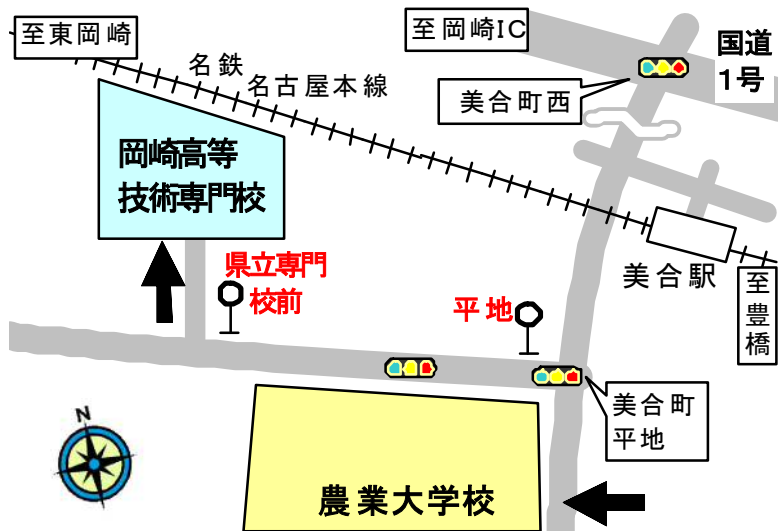 至東岡崎
名鉄
名古屋本線
至岡崎IC
国道
1号
美合町西
岡崎高等
技術専門校
県立専門
校前
平地
美合駅
至豊橋
美合町
平地
農業大学校
N